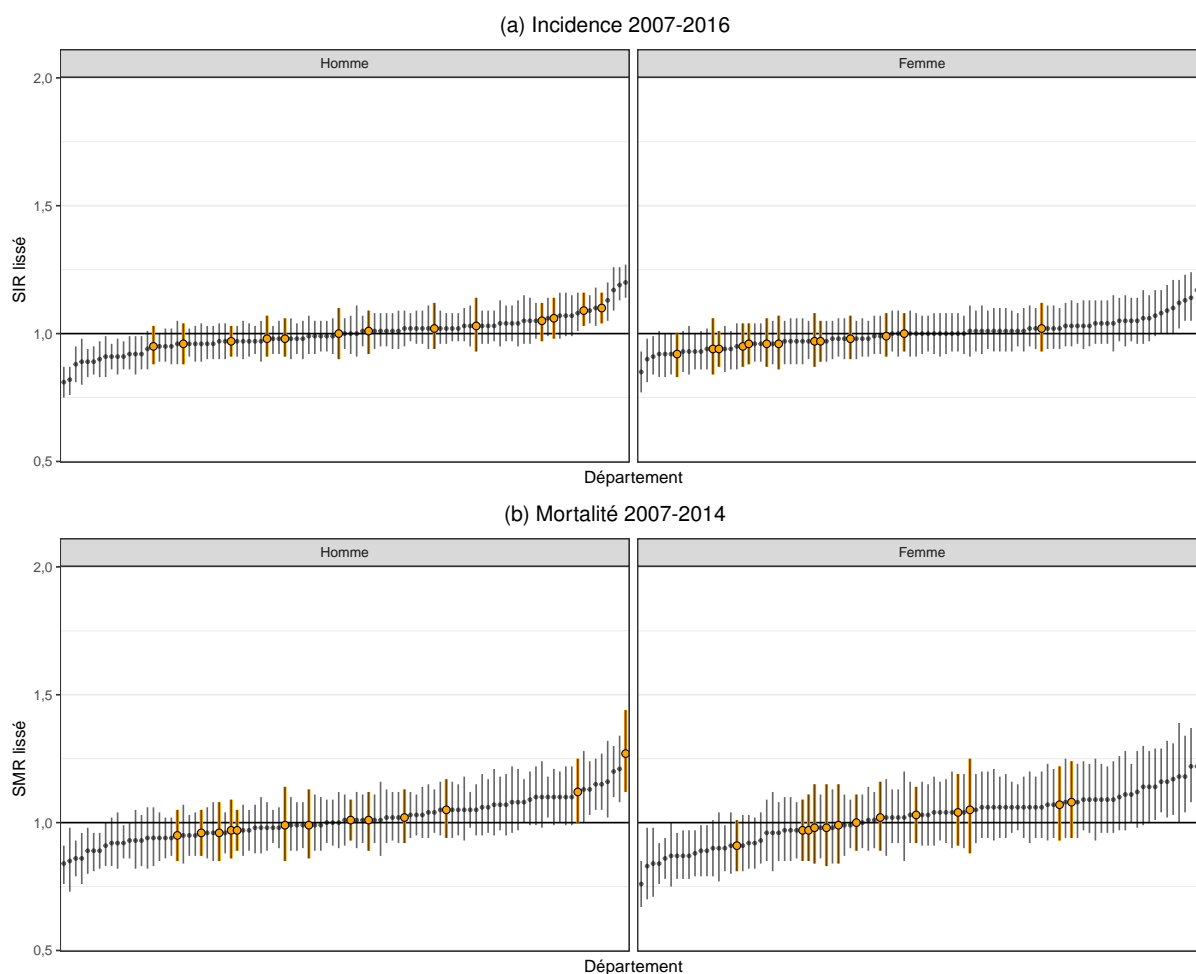 (a) Incidence 2007-2016
Homme
Femme
2,0
1,5
1,0
0,5
SIR lissé
Département
(b) Mortalité 2007-2014
Homme
Femme
2,0
1,5
1,0
0,5
SMR lissé
Département